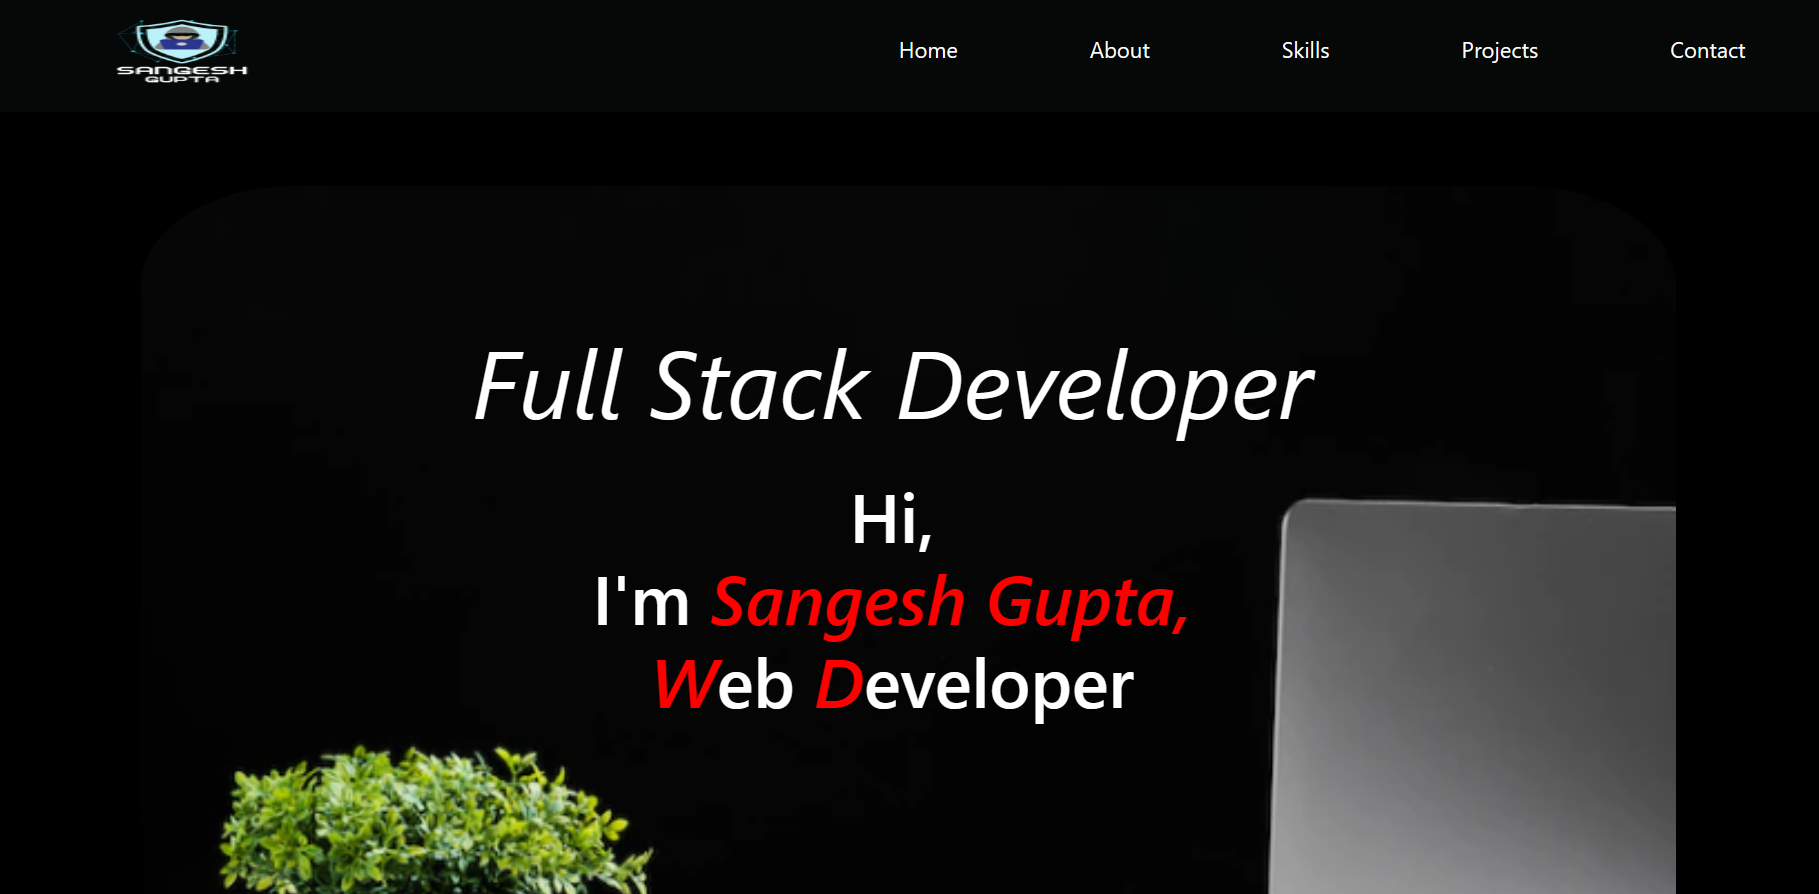 SANGESH
GUPTA
Home About Skills Projects Contact
Full Stack Developer
Hi,
I'm Sangesh Gupta,
Web Developer